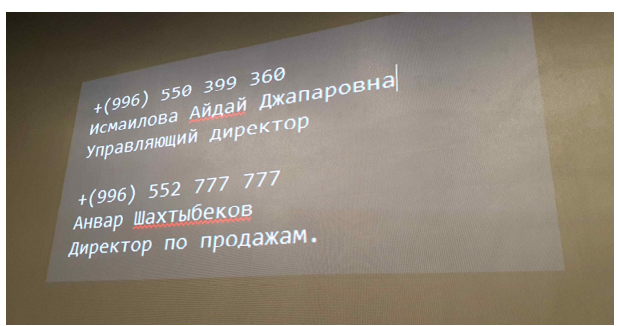 +(996) 550 399 360
Исмаилова Айдай Джапаровна
Управляющий директор
+(996) 552 777 777
Анвар Шахтыбеков
Директор по продажам.